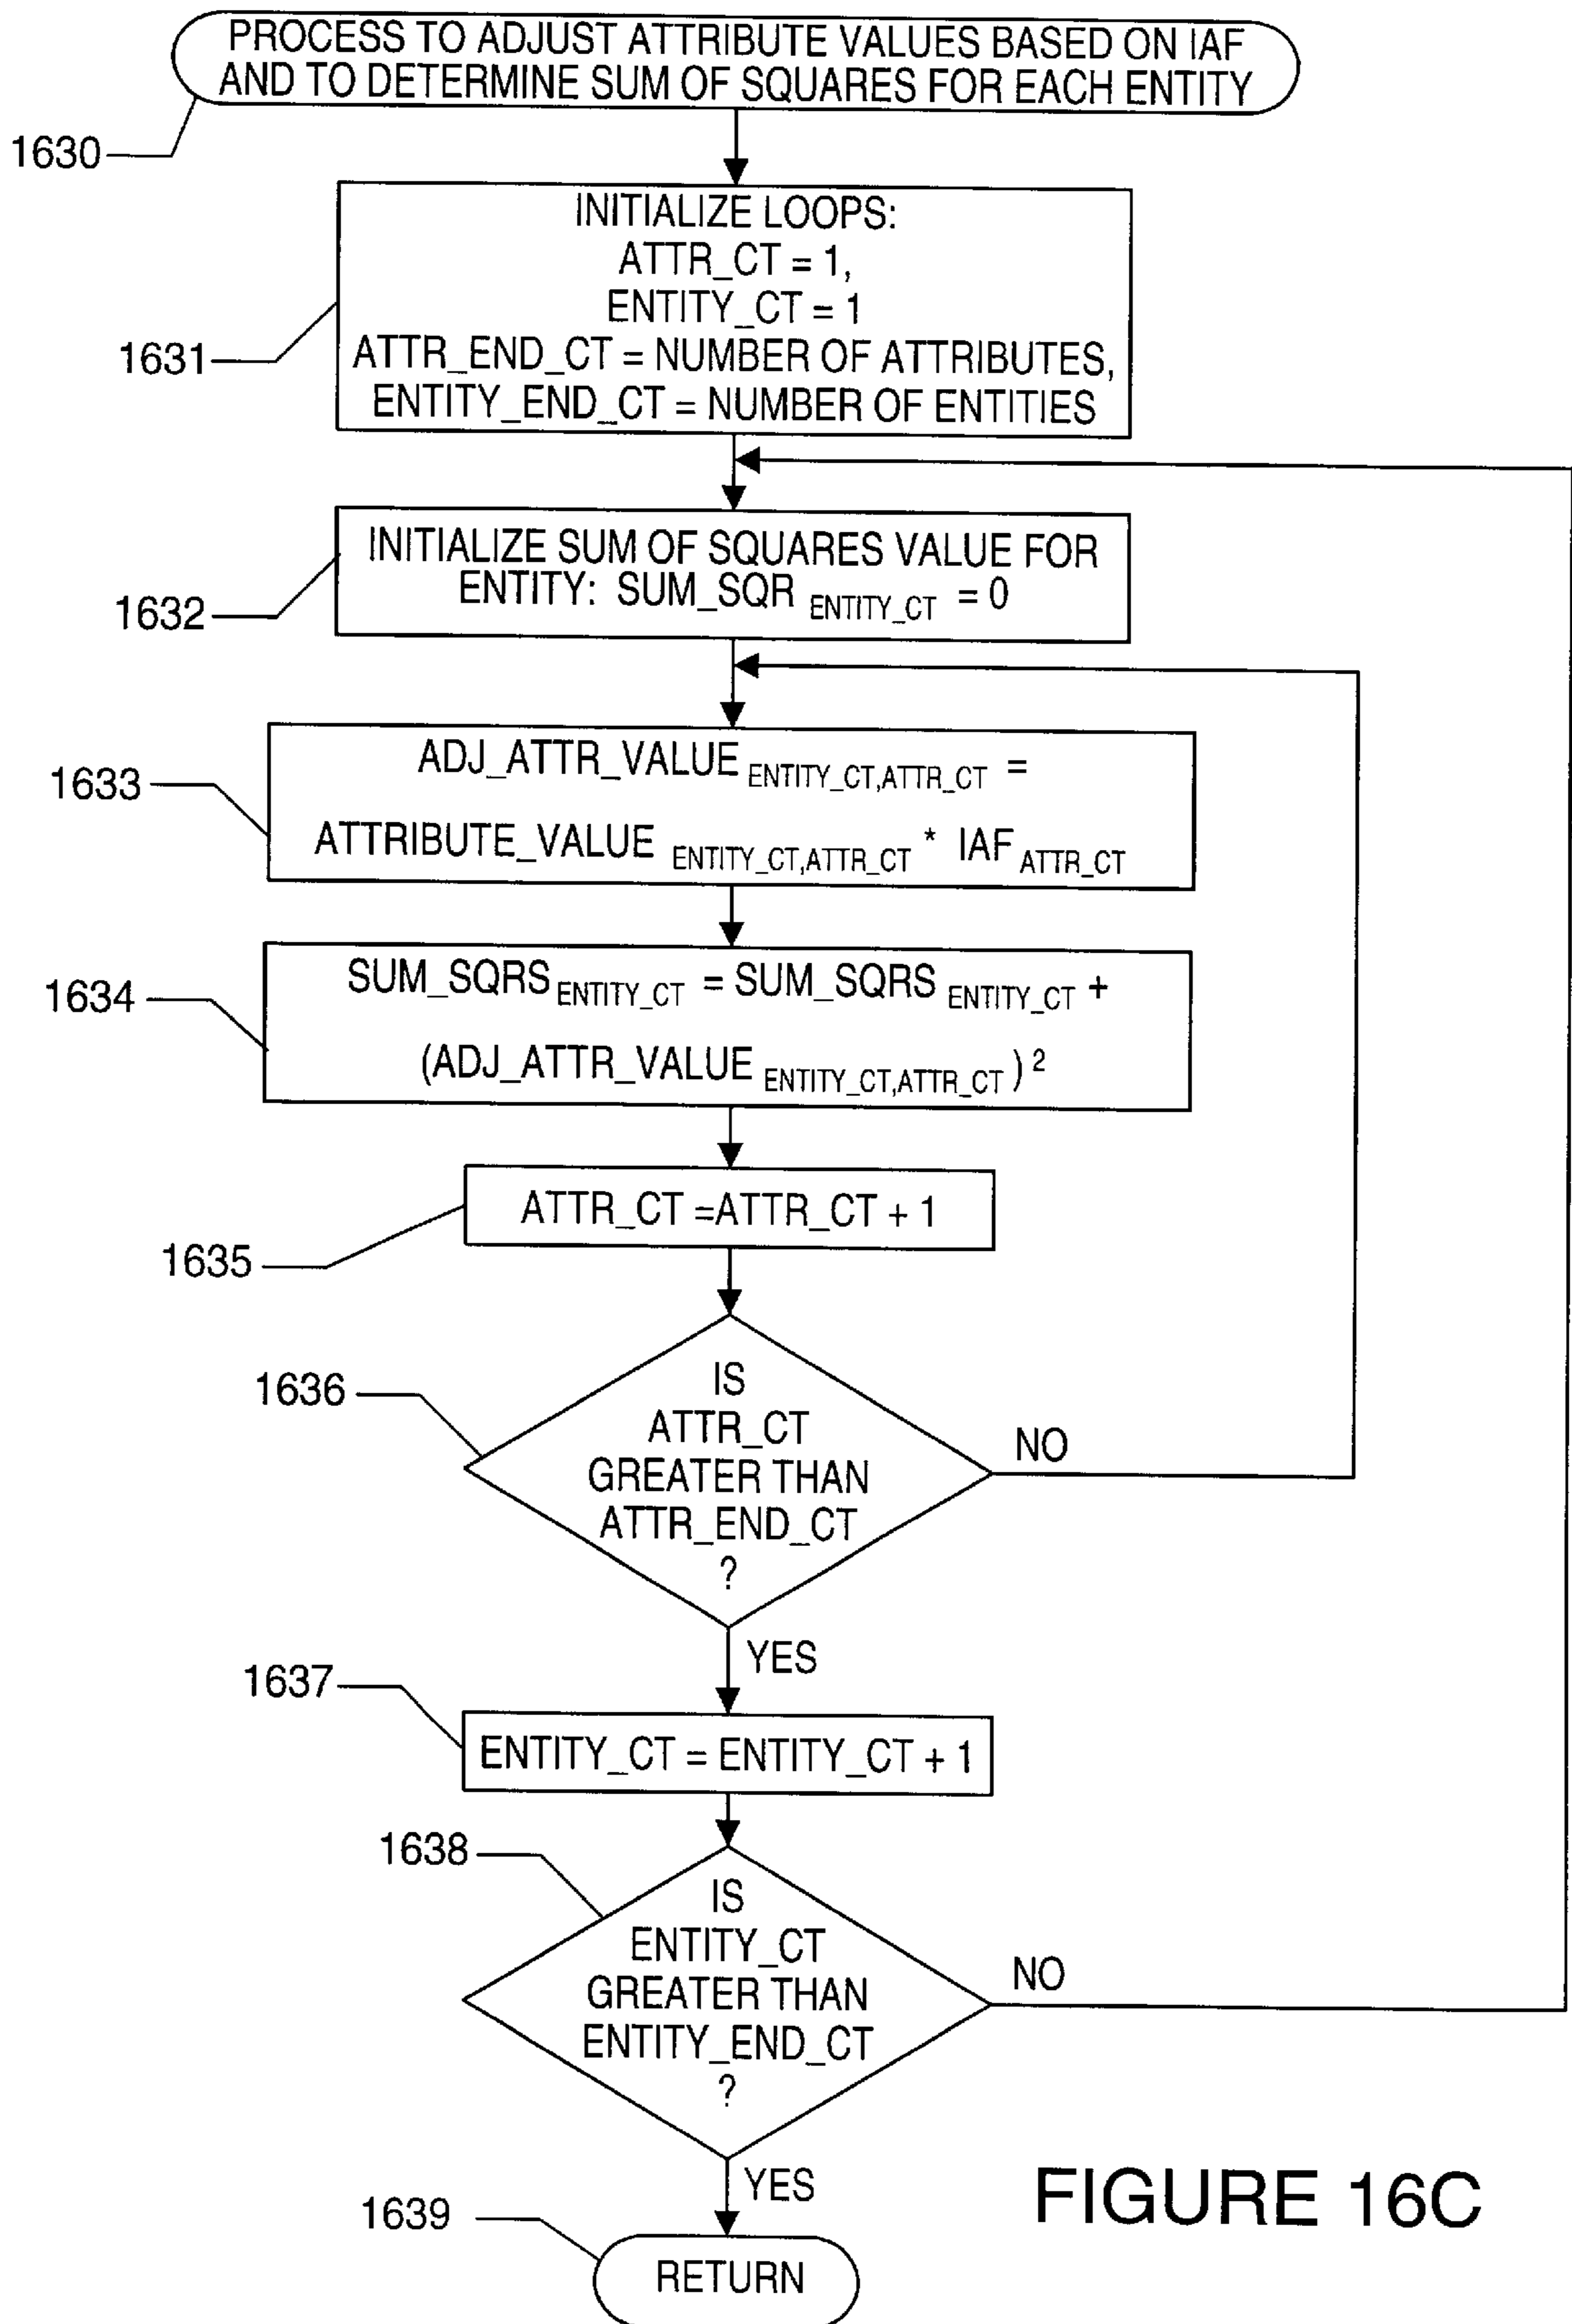 PROCESS TO ADJUST ATTRIBUTE VALUES BASED ON IAF
AND TO DETERMINE SUM OF SQUARES FOR EACH ENTITY
1630
INITIALIZE LOOPS:
ATTR_CT = 1,
ENTITY_CT = 1
ATTR_END_CT = NUMBER OF ATTRIBUTES,
ENTITY_END_CT = NUMBER OF ENTITIES
1631
INITIALIZE SUM OF SQUARES VALUE FOR
ENTITY: SUM_SQR ENTITY_CT = 0
1632
ADJ_ATTR_VALUE ENTITY_CT,ATTR_CT =
ATTRIBUTE_VALUE ENTITY_CT,ATTR_CT * IAF ATTR_CT
1633
SUM_SQRS ENTITY_CT = SUM_SQRS ENTITY_CT +
(ADJ_ATTR_VALUE ENTITY_CT,ATTR_CT ) 2
1634
ATTR_CT =ATTR_CT + 1
1635
IS
ATTR_CT
GREATER THAN
ATTR_END_CT
?
1636
NO
YES
1637
ENTITY_CT = ENTITY_CT + 1
1638
IS
ENTITY_CT
GREATER THAN
ENTITY_END_CT
?
NO
YES
1639
RETURN
FIGURE 16C